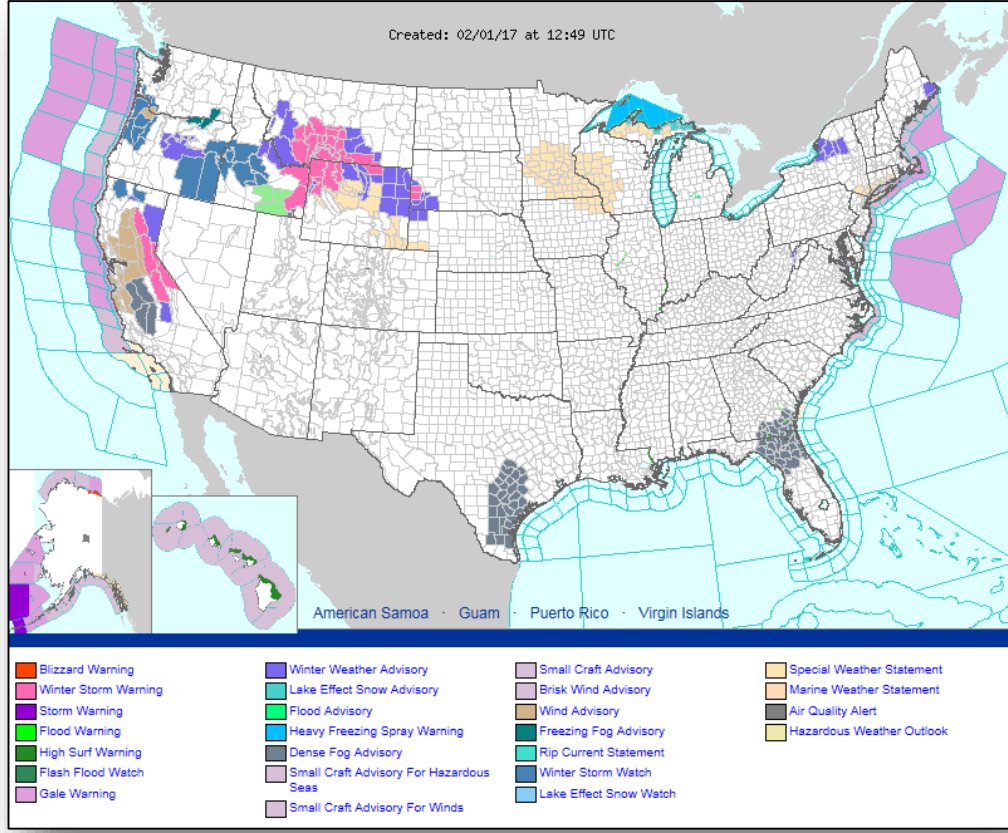 Created: 02/01/17 at 12:49 UTC
American Samoa · Guam · Puerto Rico · Virgin Islands
Blizzard Warning
Winter Storm Warning
Storm Warning
Flood Warning
High Surf Warning
Flash Flood Watch
Gale Warning
Winter Weather Advisory
Lake Effect Snow Advisory
Flood Advisory
Heavy Freezing Spray Warning
Dense Fog Advisory
Small Craft Advisory For Hazardous
Seas
Small Craft Advisory For Winds
Small Craft Advisory
Brisk Wind Advisory
Wind Advisory
Freezing Fog Advisory
Rip Current Statement
Winter Storm Watch
Lake Effect Snow Watch
Special Weather Statement
Marine Weather Statement
Air Quality Alert
Hazardous Weather Outlook